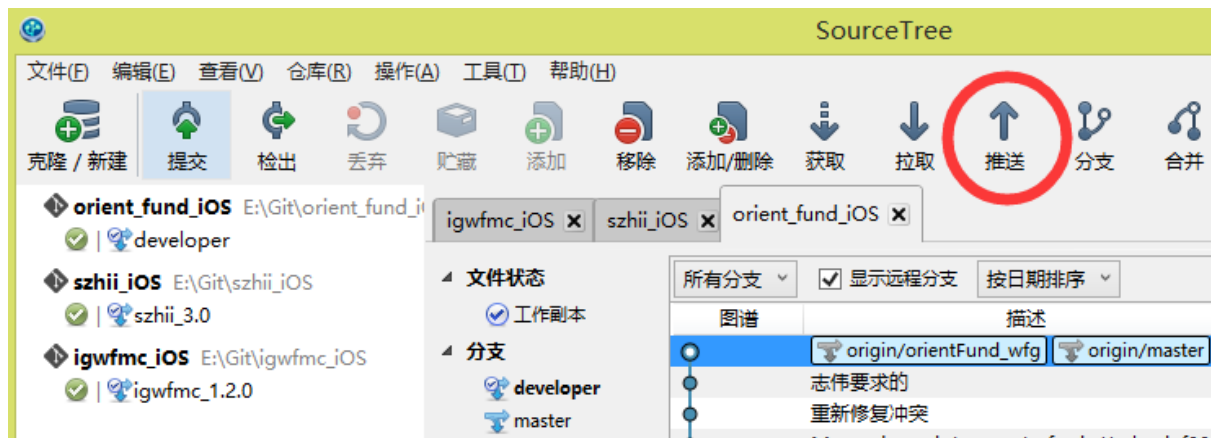 SourceTree
文件(F) 编辑(E) 查看(V) 仓库(R) 操作(A) 工具(T) 帮助(H)
克隆 / 新建 提交 检出 丢弃 贮藏 添加 移除 添加/删除 获取 拉取 推送 分支 合并
orient_fund_iOS E:\Git\orient_fund_i
developer
szhii_iOS E:\Git\szhii_iOS
szhii_3.0
igwfmc_iOS E:\Git\igwfmc_iOS
igwfmc_1.2.0
igwfmc_iOS szhii_iOS orient_fund_iOS
文件状态
工作副本
分支
developer
master
所有分支 显示远程分支 按日期排序
图谱 描述
origin/orientFund_wfg origin/master
志伟要求的
重新修复冲突